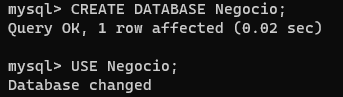 mysql> CREATE DATABASE Negocio;
Query OK, 1 row affected (0.02 sec)
mysql> USE Negocio;
Database changed